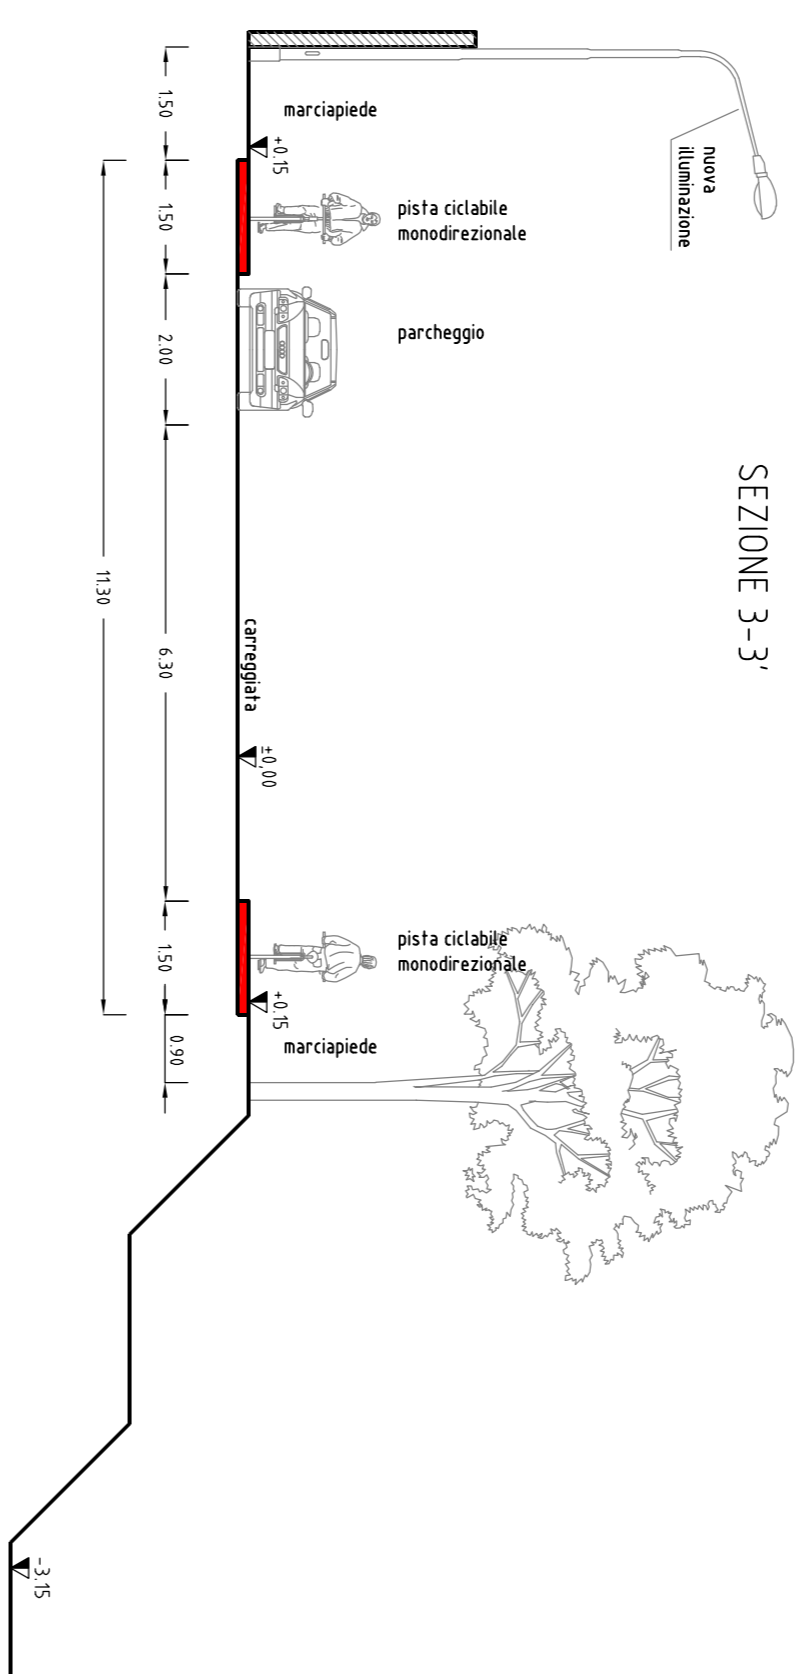 SEZIONE 3-3'
nuova
illuminazione
marciapiede
+0.15
pista ciclabile
monodirezionale
parcheggio
carreggiata
±0,00
pista ciclabile
monodirezionale
+0.15
marciapiede
-3.15
1.50
1.50
2.00
6.30
1.50
0.90
11.30